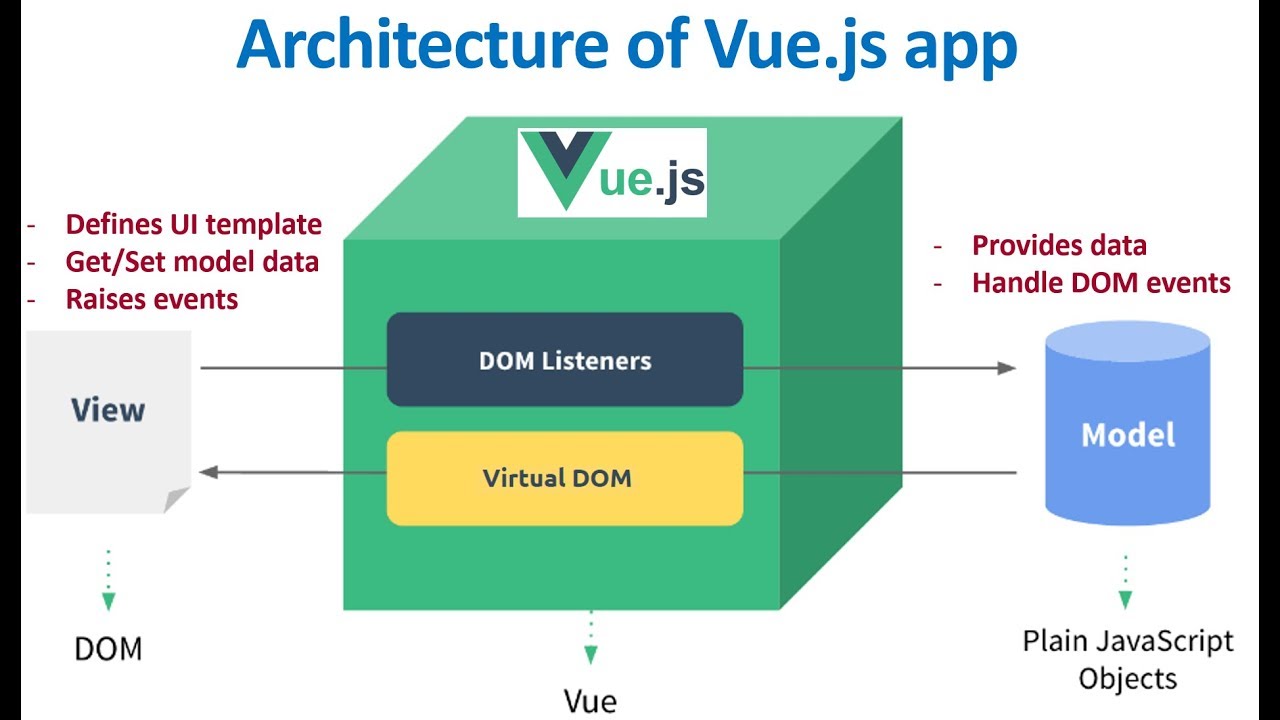 Architecture of Vue.js app
Vue.js
- Defines UI template
- Get/Set model data
- Raises events
- Provides data
- Handle DOM events
View
DOM Listeners
Virtual DOM
Model
DOM
Vue
Plain JavaScript
Objects